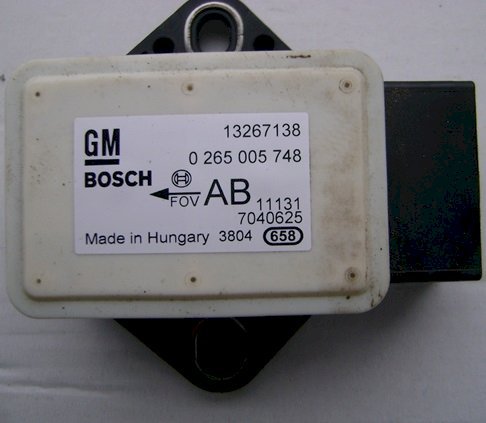 GM 13267138
0 265 005 748
BOSCH AB
FOV 11131
7040625
Made in Hungary 3804 658